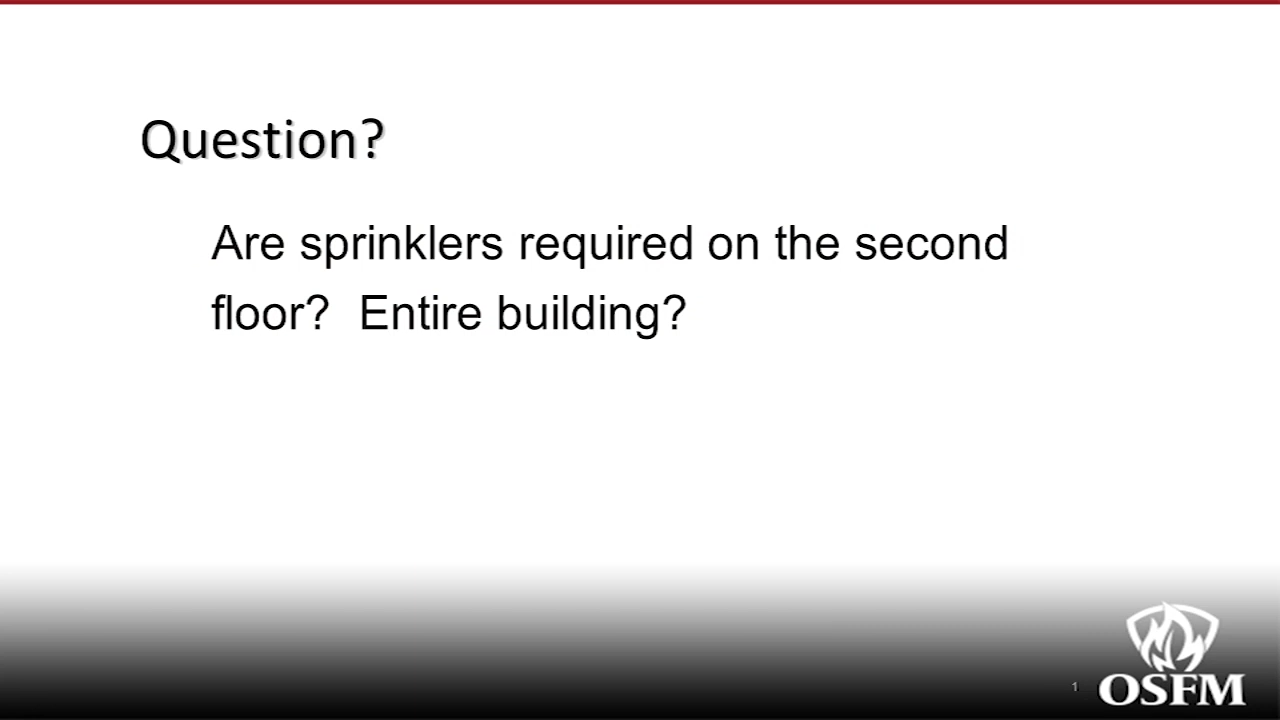 Question?
Are sprinklers required on the second
floor?  Entire building?
1
OSFM